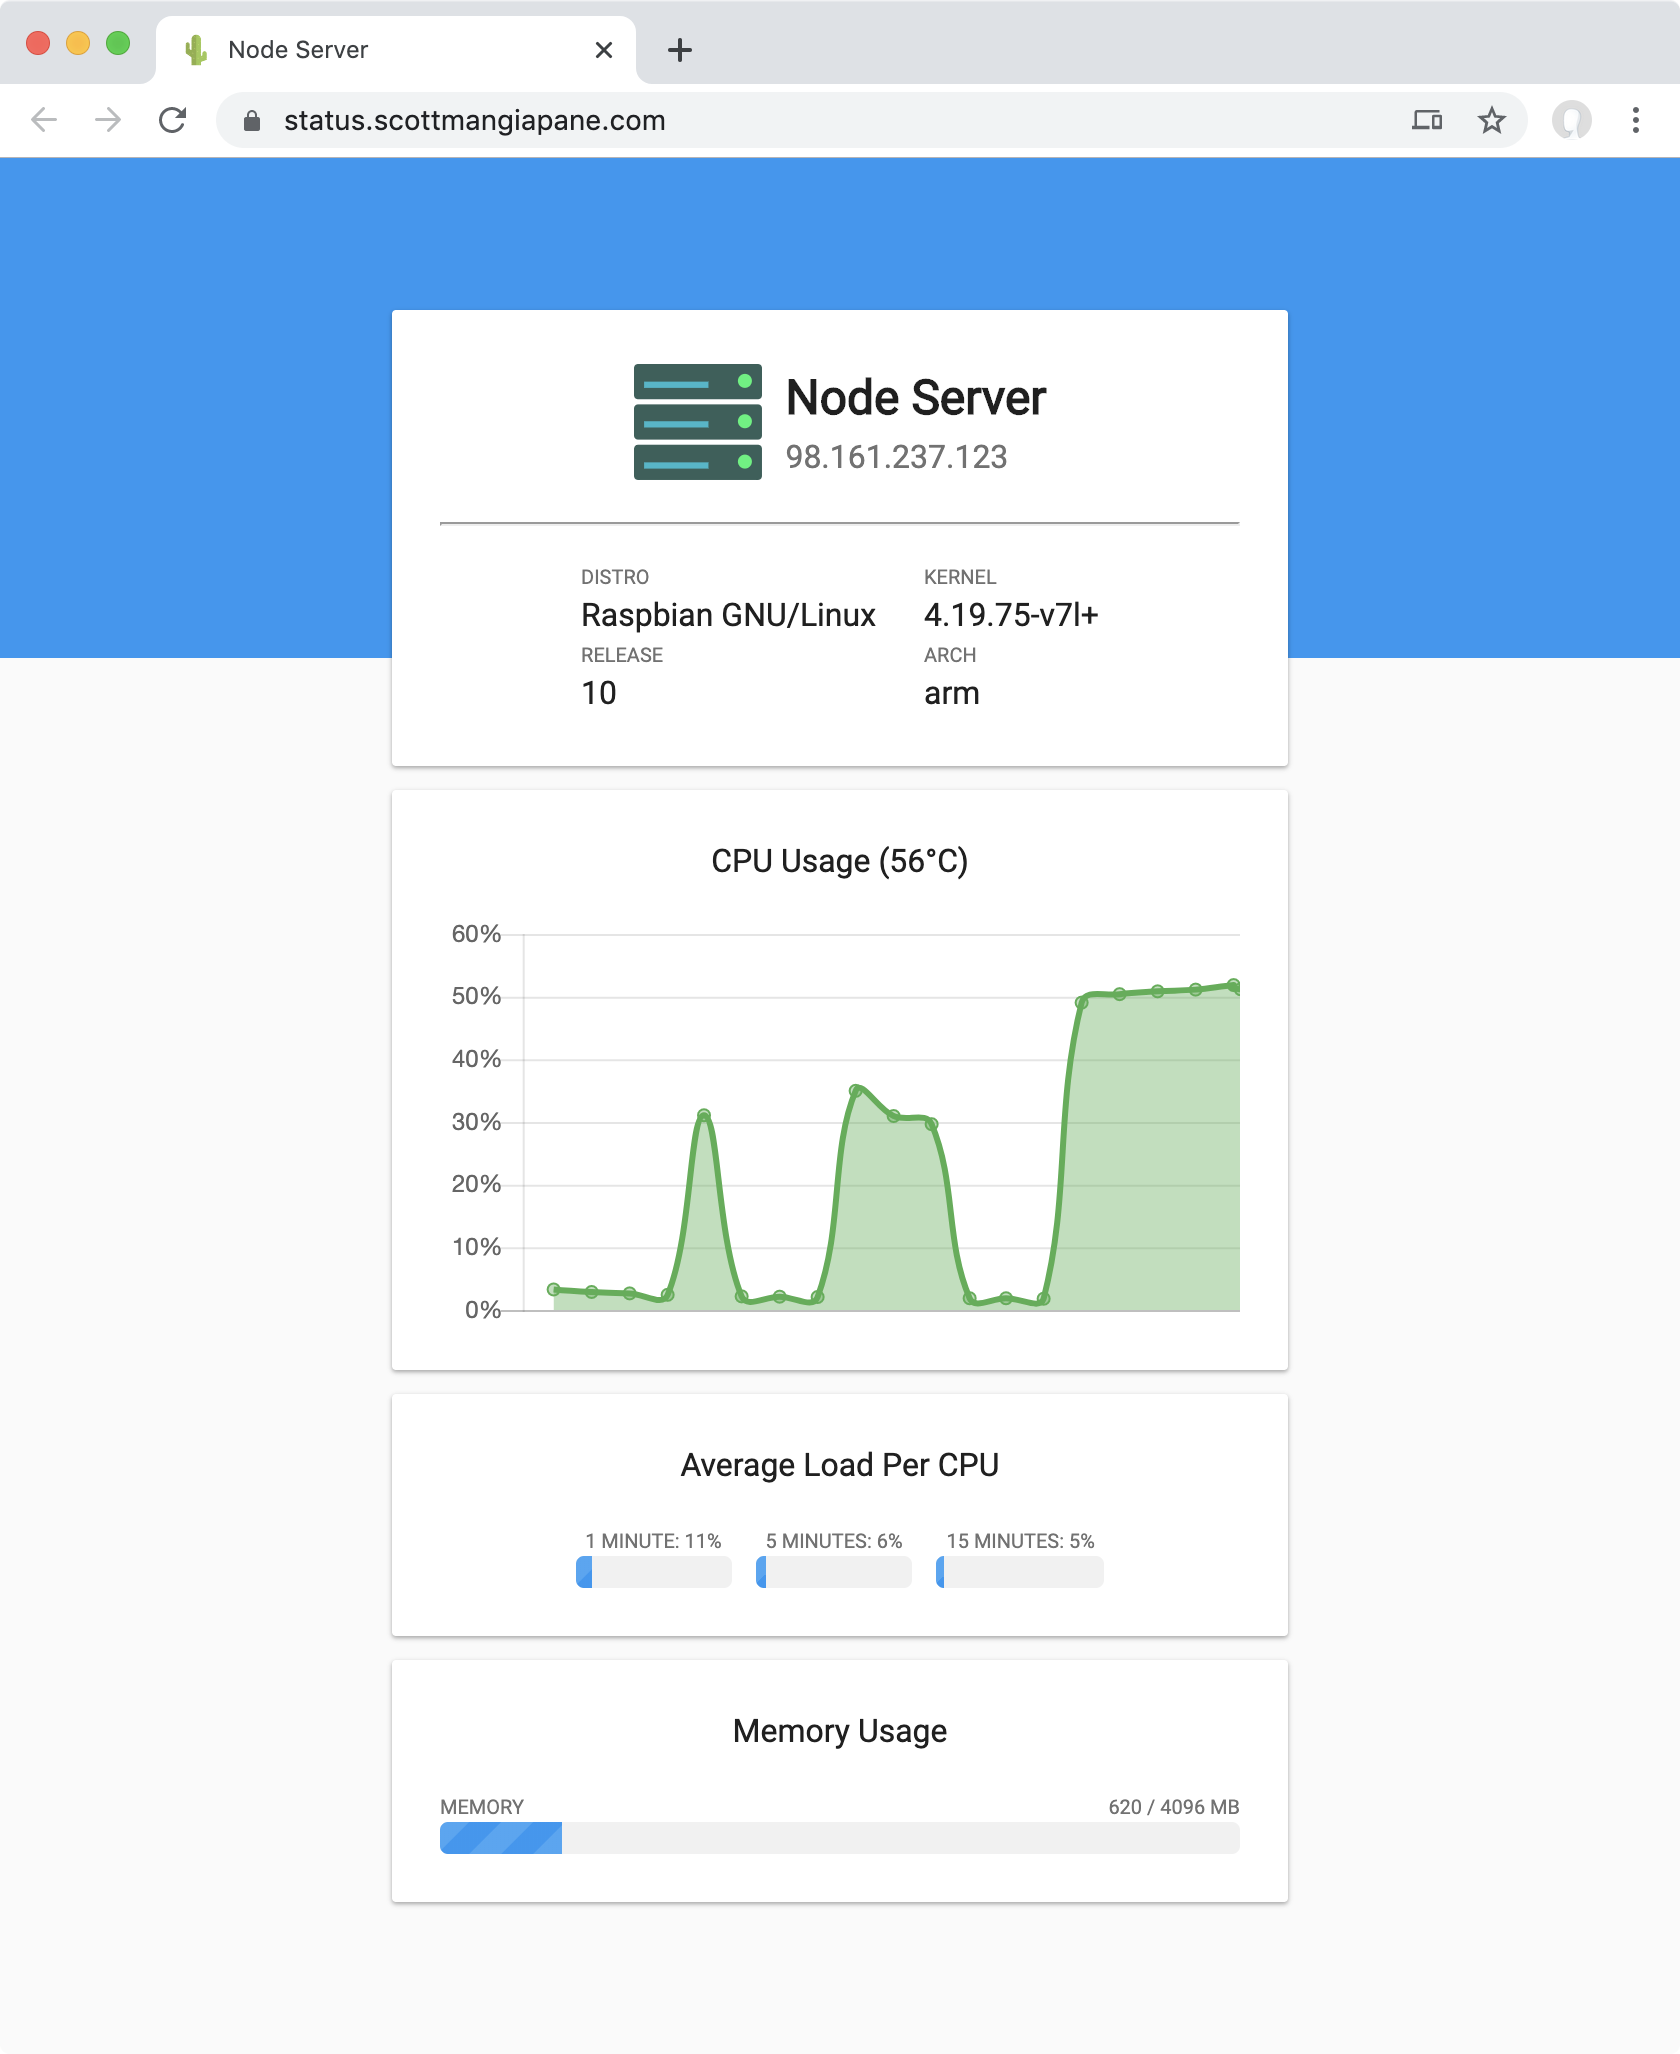 Node Server
status.scottmangiapane.com
Node Server
98.161.237.123
DISTRO
Raspbian GNU/Linux
KERNEL
4.19.75-v7l+
RELEASE
10
ARCH
arm
CPU Usage (56°C)
60%
50%
40%
30%
20%
10%
0%
Average Load Per CPU
1 MINUTE: 11%
5 MINUTES: 6%
15 MINUTES: 5%
Memory Usage
MEMORY
620 / 4096 MB